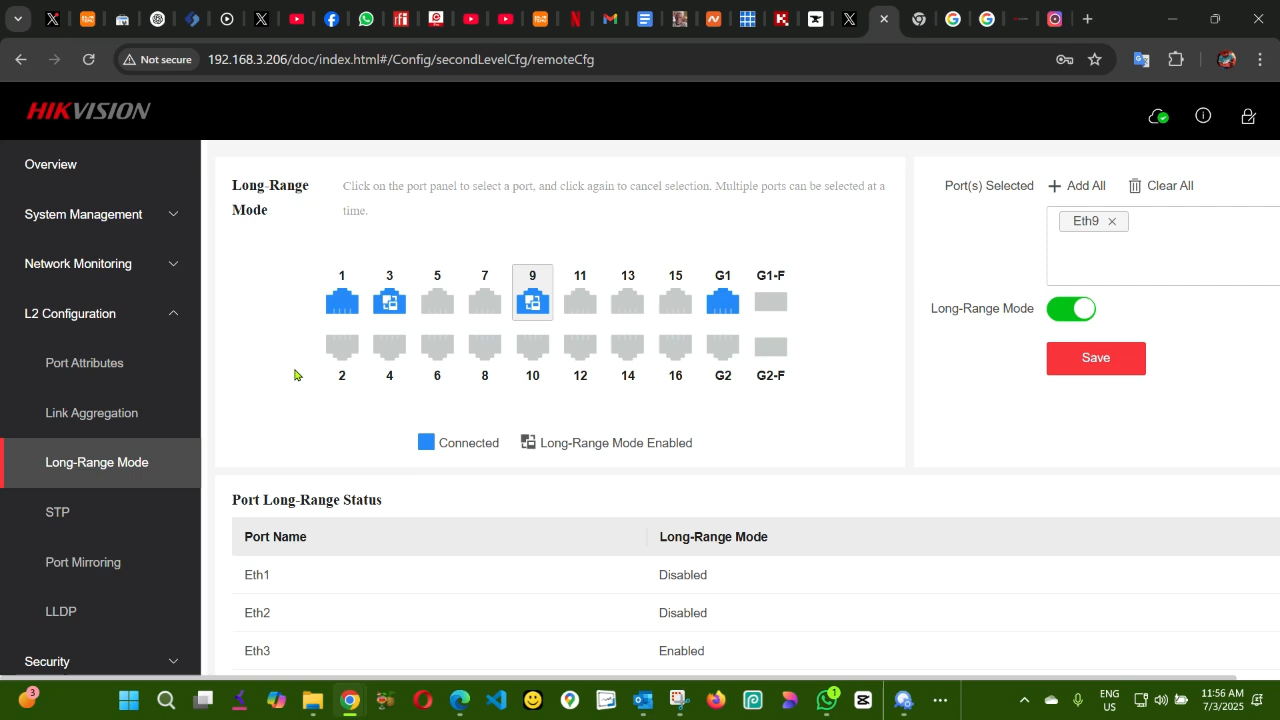 Not secure
192.168.3.206/doc/index.html#/Config/secondLevelCfg/remoteCfg
HIKVISION
Overview
System Management
Network Monitoring
L2 Configuration
Port Attributes
Link Aggregation
Long-Range Mode
STP
Port Mirroring
LLDP
Security
Long-Range Mode
Click on the port panel to select a port, and click again to cancel selection. Multiple ports can be selected at a
time.
1 3 5 7 9 11 13 15 G1 G1-F
2 4 6 8 10 12 14 16 G2 G2-F
Connected
Long-Range Mode Enabled
Port(s) Selected
Add All
Clear All
Eth9
Long-Range Mode
Save
Port Long-Range Status
Port Name Long-Range Mode
Eth1 Disabled
Eth2 Disabled
Eth3 Enabled
3
1
ENG
US
11:56 AM
7/3/2025